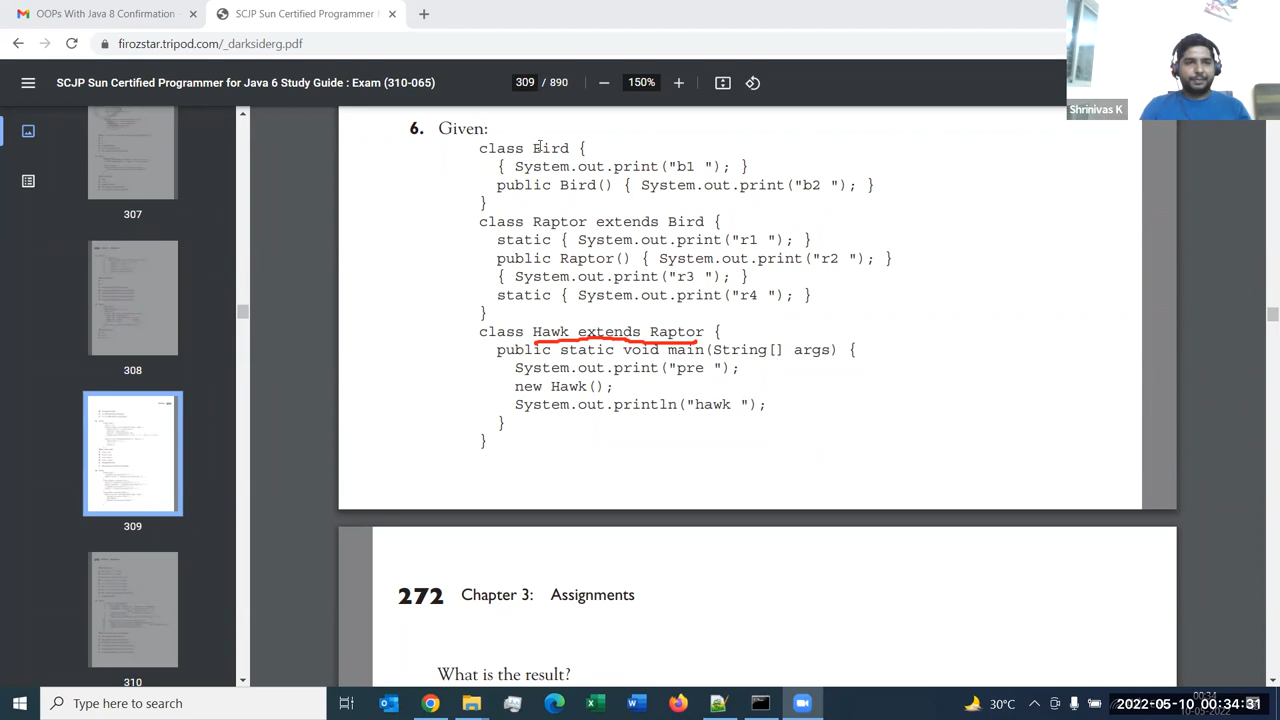 OOPs With Java 8 Confirmation
SCJP Sun Certified Programmer
firozstar.tripod.com/_darksiderg.pdf
SCJP Sun Certified Programmer for Java 6 Study Guide : Exam (310-065)
309 / 890
150%
Shrinivas K
307
308
309
310
6. Given:
class Bird {
{ System.out.print("b1 "); }
public Bird() { System.out.print("b2 "); }
}
class Raptor extends Bird {
static { System.out.print("r1 "); }
public Raptor() { System.out.print("r2 "); }
{ System.out.print("r3 "); }
static { System.out.print("r4 "); }
}
class Hawk extends Raptor {
public static void main(String[] args) {
System.out.print("pre ");
new Hawk();
System.out.println("hawk ");
}
}
272 Chapter 3: Assignments
What is the result?
Type here to search
30°C
00:34
10-05-2022
2022-05-10 00:34:31